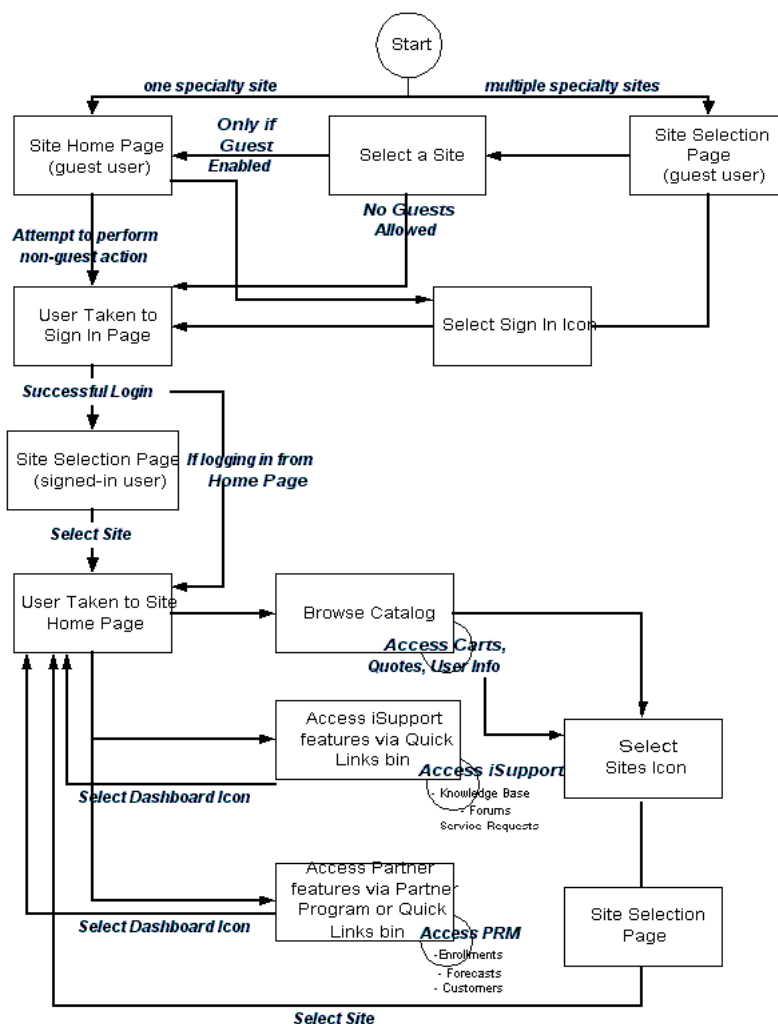 Start
one specialty site
multiple specialty sites
Site Home Page
(guest user)
Only if
Guest
Enabled
Select a Site
Site Selection
Page
(guest user)
No Guests
Allowed
Attempt to perform
non-guest action
User Taken to
Sign In Page
Select Sign In Icon
Successful Login
Site Selection Page
(signed-in user)
If logging in from
Home Page
Select Site
User Taken to Site
Home Page
Browse Catalog
Access Carts,
Quotes, User Info
Access iSupport
features via Quick
Links bin
Select
Sites Icon
Access iSupport
- Knowledge Base
- Forums
Service Requests
Select Dashboard Icon
Access Partner
features via Partner
Program or Quick
Links bin
Select Dashboard Icon
Access PRM
- Enrollments
- Forecasts
- Customers
Site Selection
Page
Select Site